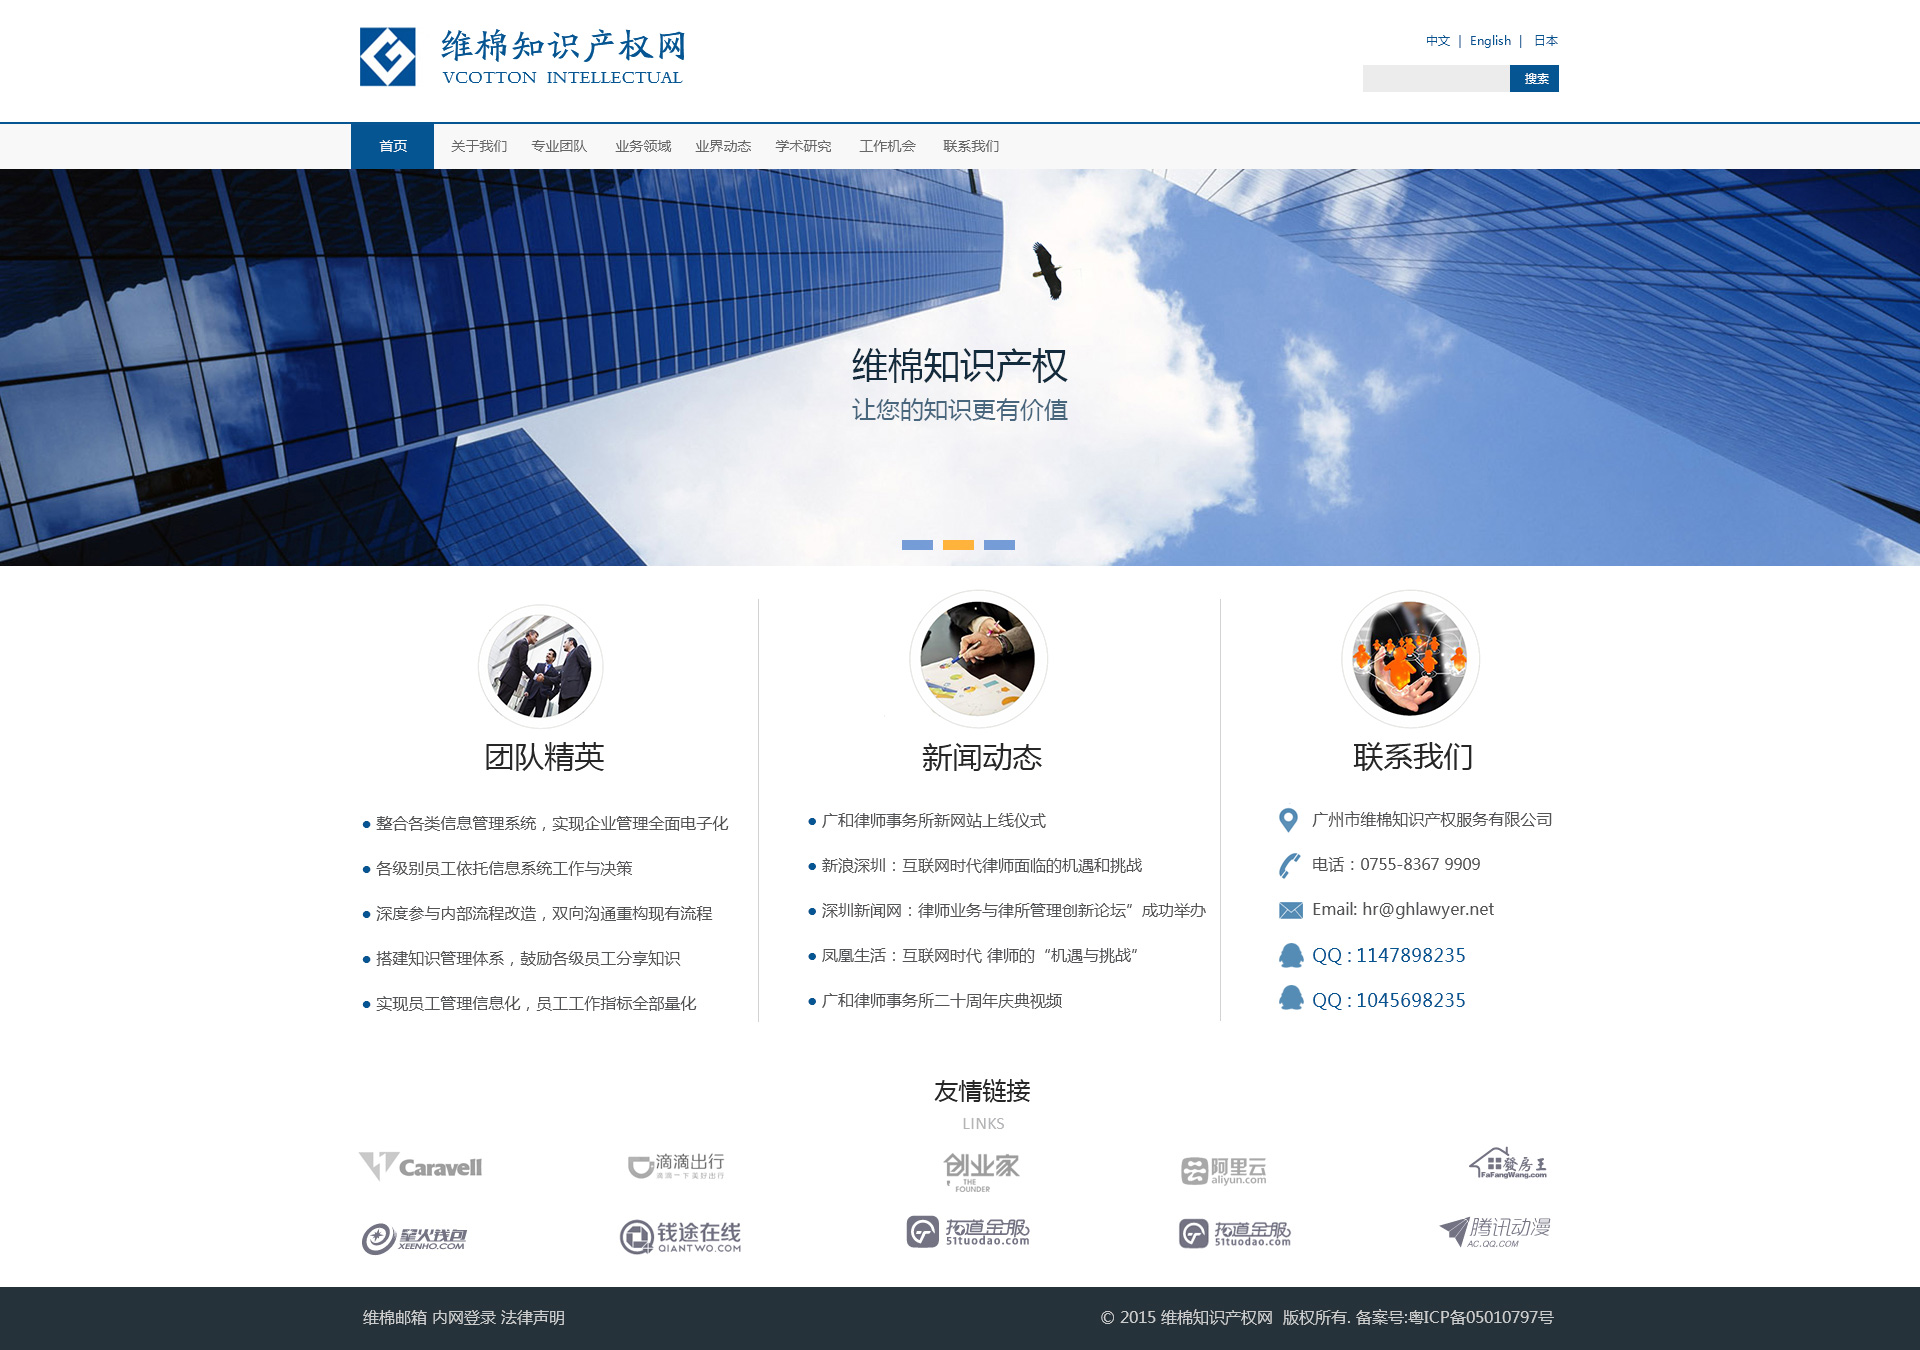 维棉知识产权网
VCOTTON INTELLECTUAL
中文 | English | 日本
搜索
首页 关于我们 专业团队 业务领域 业界动态 学术研究 工作机会 联系我们
维棉知识产权
让您的知识更有价值
团队精英
整合各类信息管理系统，实现企业管理全面电子化
各级别员工依托信息系统工作与决策
深度参与内部流程改造，双向沟通重构现有流程
搭建知识管理体系，鼓励各级员工分享知识
实现员工管理信息化，员工工作指标全部量化
新闻动态
广和律师事务所新网站上线仪式
新浪深圳：互联网时代律师面临的机遇和挑战
深圳新闻网：律师业务与律所管理创新论坛”成功举办
凤凰生活：互联网时代 律师的“机遇与挑战”
广和律师事务所二十周年庆典视频
联系我们
广州市维棉知识产权服务有限公司
电话：0755-8367 9909
Email: hr@ghlawyer.net
QQ : 1147898235
QQ : 1045698235
友情链接
LINKS
Caravell
滴滴出行
滴滴一下 美好出行
创业家
THE FOUNDER
阿里云
aliyun.com
發房王
FaFangWang.com
星火钱包
XEENHO.COM
钱途在线
QIANTWO.COM
拓道金服
51tuodao.com
拓道金服
51tuodao.com
腾讯动漫
AC.QQ.COM
维棉邮箱 内网登录 法律声明
© 2015 维棉知识产权网 版权所有. 备案号:粤ICP备05010797号